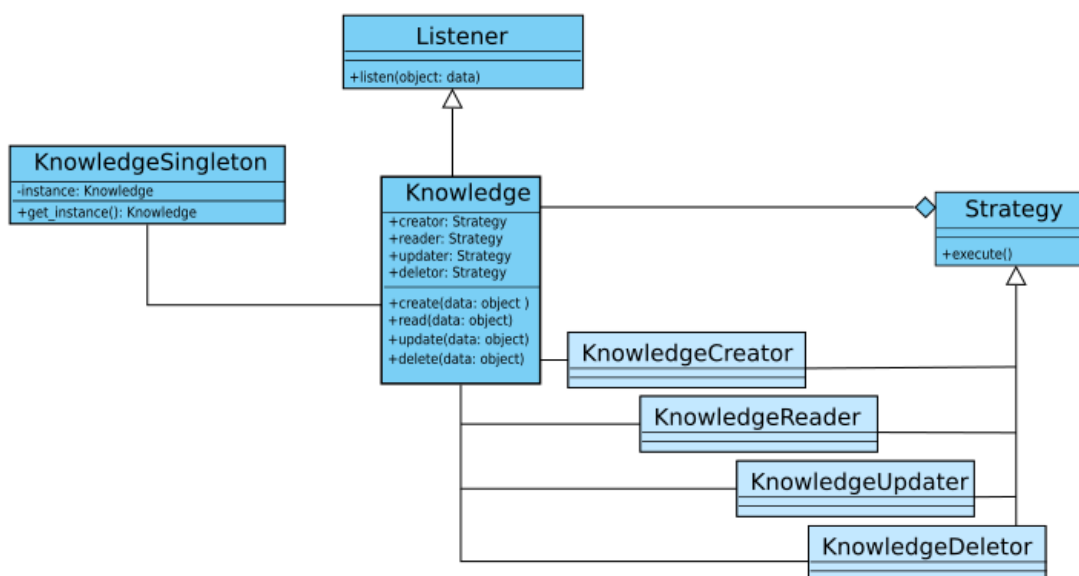 Listener
+listen(object: data)
KnowledgeSingleton
-instance: Knowledge
+get_instance(): Knowledge
Knowledge
+creator: Strategy
+reader: Strategy
+updater: Strategy
+deletor: Strategy
+create(data: object )
+read(data: object)
+update(data: object)
+delete(data: object)
Strategy
+execute()
KnowledgeCreator
KnowledgeReader
KnowledgeUpdater
KnowledgeDeletor